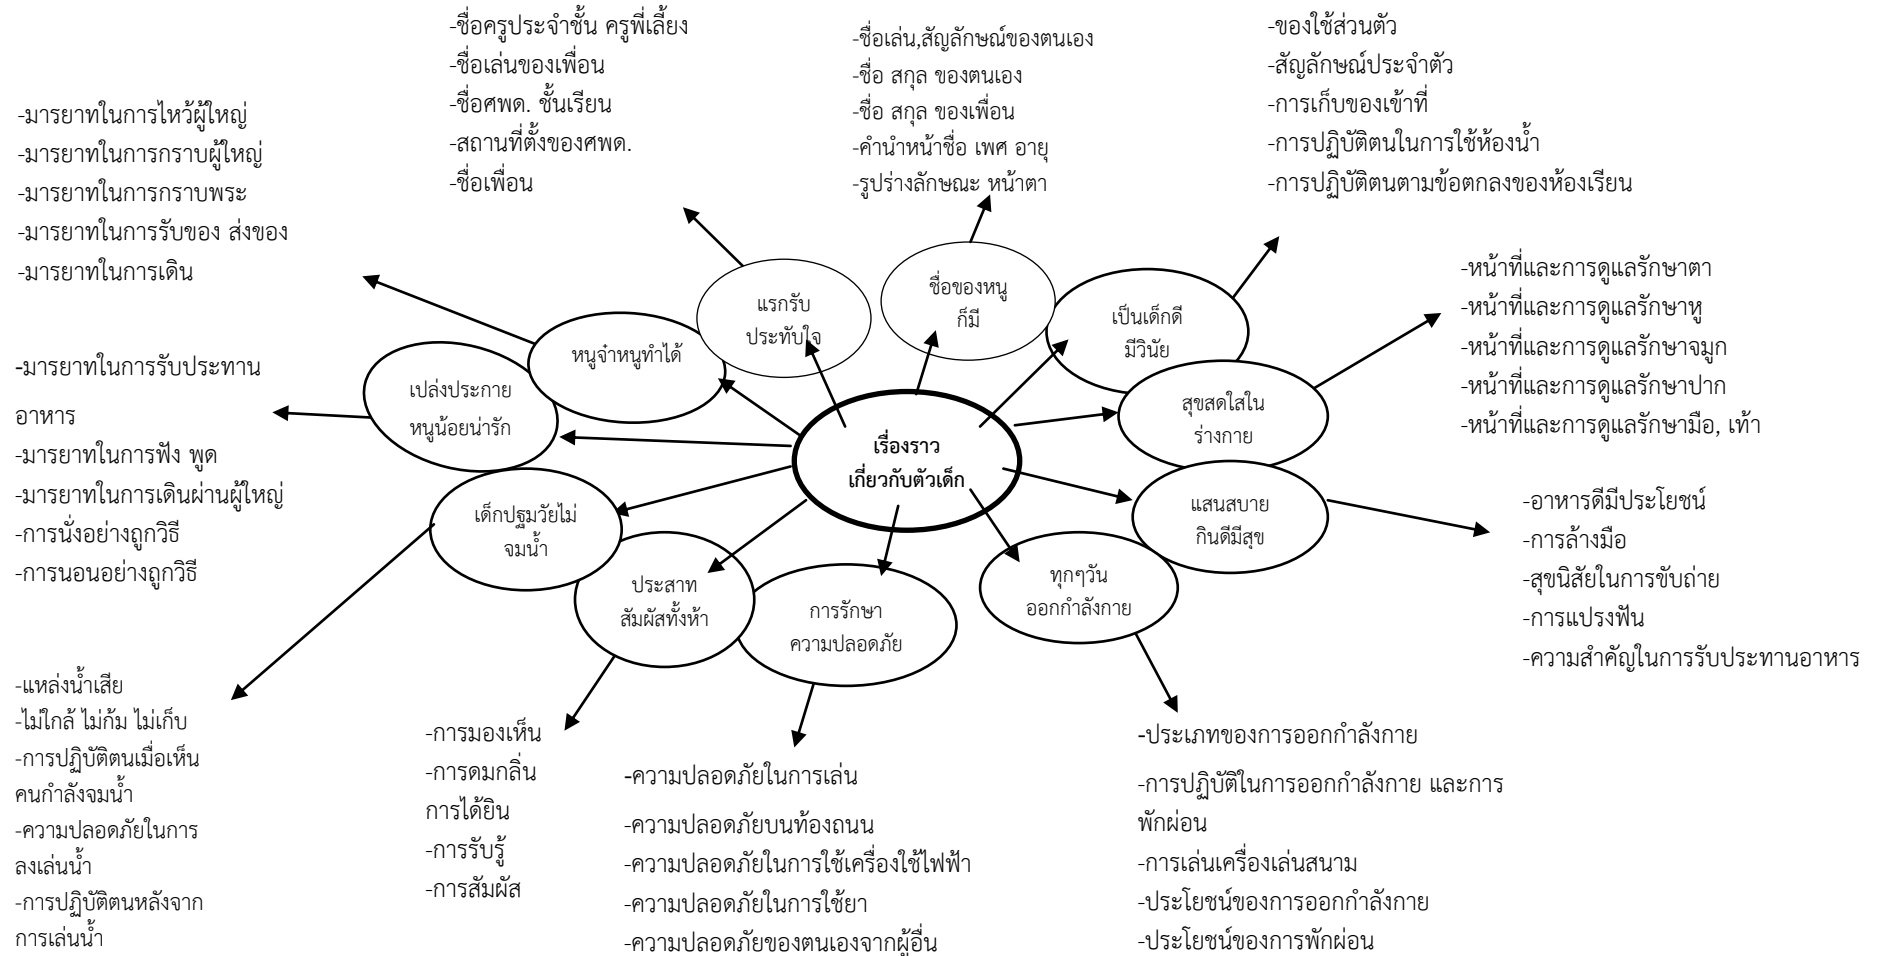 -ชื่อครูประจำชั้น ครูพี่เลี้ยง
-ชื่อเล่นของเพื่อน
-ชื่อศพด. ชั้นเรียน
-สถานที่ตั้งของศพด.
-ชื่อเพื่อน
-ชื่อเล่น,สัญลักษณ์ของตนเอง
-ชื่อ สกุล ของตนเอง
-ชื่อ สกุล ของเพื่อน
-คำนำหน้าชื่อ เพศ อายุ
-รูปร่างลักษณะ หน้าตา
-ของใช้ส่วนตัว
-สัญลักษณ์ประจำตัว
-การเก็บของเข้าที่
-การปฏิบัติตนในการใช้ห้องน้ำ
-การปฏิบัติตนตามข้อตกลงของห้องเรียน
-มารยาทในการไหว้ผู้ใหญ่
-มารยาทในการกราบผู้ใหญ่
-มารยาทในการกราบพระ
-มารยาทในการรับของ ส่งของ
-มารยาทในการเดิน
แรกรับ
ประทับใจ
ชื่อของหนู
ก็มี
เป็นเด็กดี
มีวินัย
-หน้าที่และการดูแลรักษาตา
-หน้าที่และการดูแลรักษาหู
-หน้าที่และการดูแลรักษาจมูก
-หน้าที่และการดูแลรักษาปาก
-หน้าที่และการดูแลรักษามือ, เท้า
หนูจ๋าหนูทำได้
เปล่งประกาย
หนูน้อยน่ารัก
สุขสดใสใน
ร่างกาย
-มารยาทในการรับประทาน
อาหาร
-มารยาทในการฟัง พูด
-มารยาทในการเดินผ่านผู้ใหญ่
-การนั่งอย่างถูกวิธี
-การนอนอย่างถูกวิธี
เรื่องราว
เกี่ยวกับตัวเด็ก
เด็กปฐมวัยไม่
จมน้ำ
แสนสบาย
กินดีมีสุข
-อาหารดีมีประโยชน์
-การล้างมือ
-สุขนิสัยในการขับถ่าย
-การแปรงฟัน
-ความสำคัญในการรับประทานอาหาร
ประสาท
สัมผัสทั้งห้า
การรักษา
ความปลอดภัย
ทุกๆวัน
ออกกำลังกาย
-แหล่งน้ำเสีย
-ไม่ใกล้ ไม่ก้ม ไม่เก็บ
-การปฏิบัติตนเมื่อเห็น
คนกำลังจมน้ำ
-ความปลอดภัยในการ
ลงเล่นน้ำ
-การปฏิบัติตนหลังจาก
การเล่นน้ำ
-การมองเห็น
-การดมกลิ่น
การได้ยิน
-การรับรู้
-การสัมผัส
-ความปลอดภัยในการเล่น
-ความปลอดภัยบนท้องถนน
-ความปลอดภัยในการใช้เครื่องใช้ไฟฟ้า
-ความปลอดภัยในการใช้ยา
-ความปลอดภัยของตนเองจากผู้อื่น
-ประเภทของการออกกำลังกาย
-การปฏิบัติในการออกกำลังกาย และการ
พักผ่อน
-การเล่นเครื่องเล่นสนาม
-ประโยชน์ของการออกกำลังกาย
-ประโยชน์ของการพักผ่อน